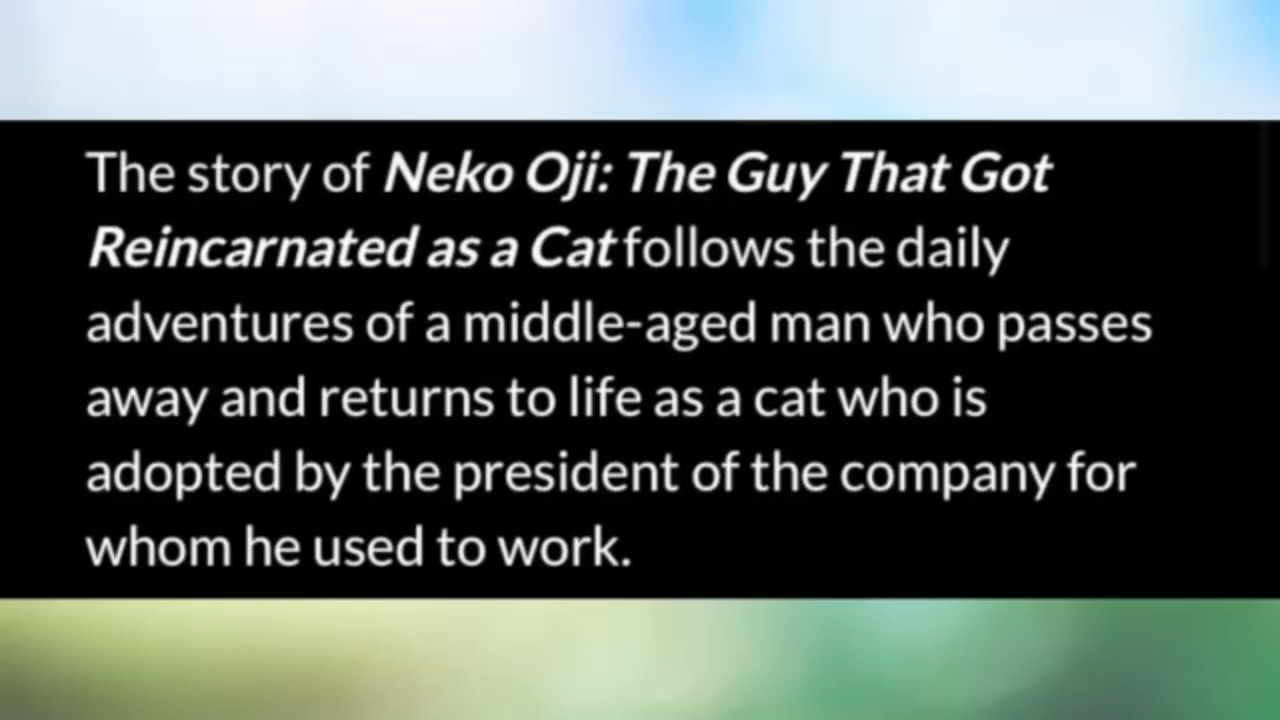 The story of Neko Oji: The Guy That Got
Reincarnated as a Cat follows the daily
adventures of a middle-aged man who passes
away and returns to life as a cat who is
adopted by the president of the company for
whom he used to work.